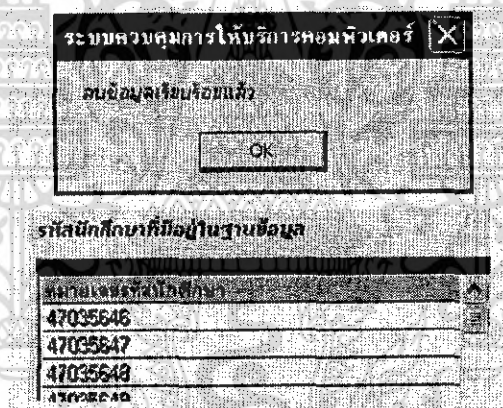 ระบบควบคุมการให้บริการคอมพิวเตอร์
ลบข้อมูลเรียบร้อยแล้ว
OK
รหัสนักศึกษาที่มีอยู่ในฐานข้อมูล
หมายเลขรหัสนักศึกษา
47035646
47035647
47035648
47035649